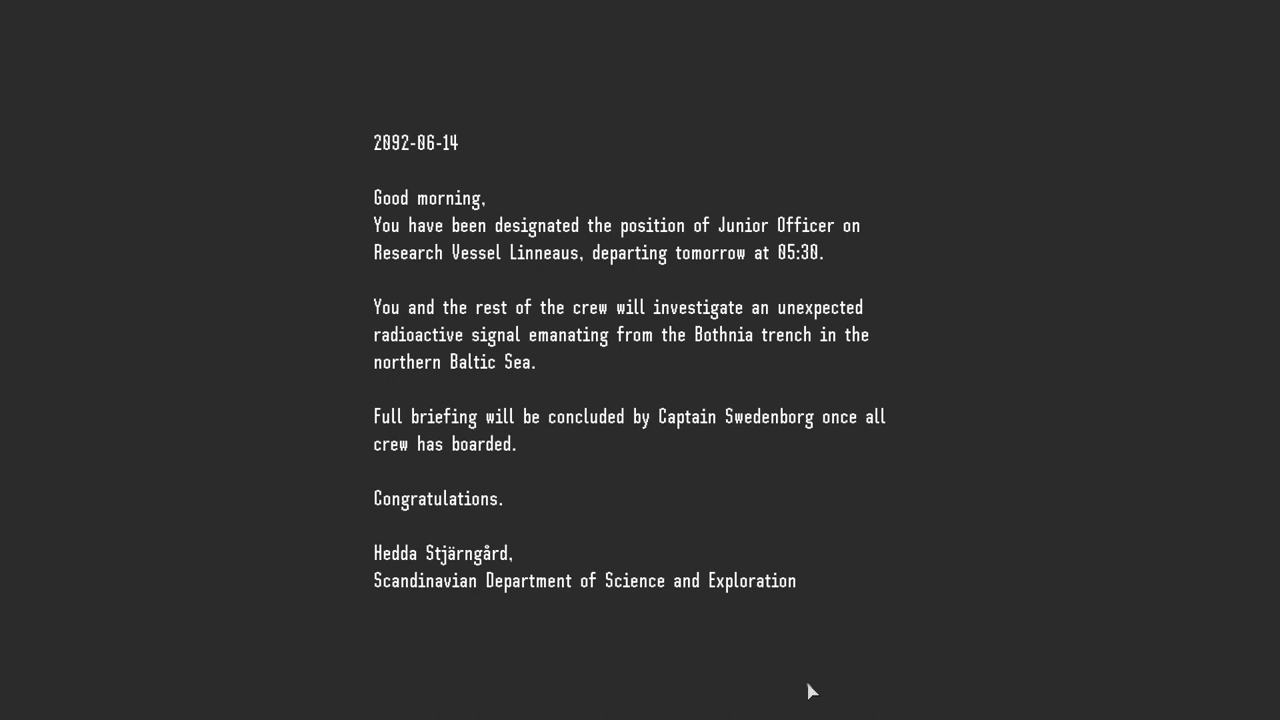 2092-06-14
Good morning,
You have been designated the position of Junior Officer on
Research Vessel Linneaus, departing tomorrow at 05:30.
You and the rest of the crew will investigate an unexpected
radioactive signal emanating from the Bothnia trench in the
northern Baltic Sea.
Full briefing will be concluded by Captain Swedenborg once all
crew has boarded.
Congratulations.
Hedda Stjärngård,
Scandinavian Department of Science and Exploration